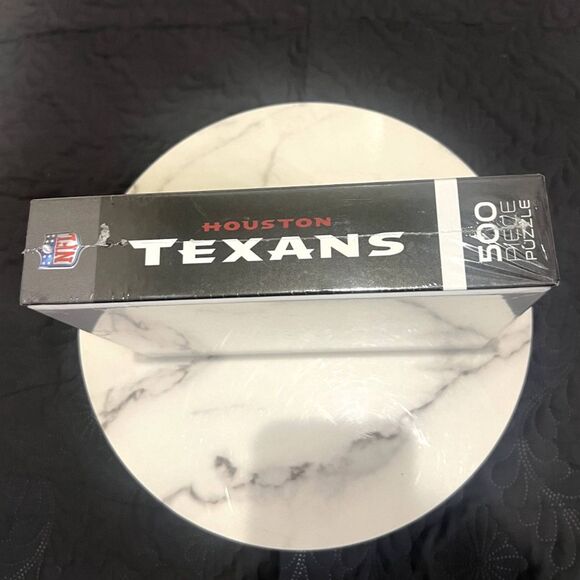 NFL
HOUSTON
TEXANS
500
PIECE
PUZZLE